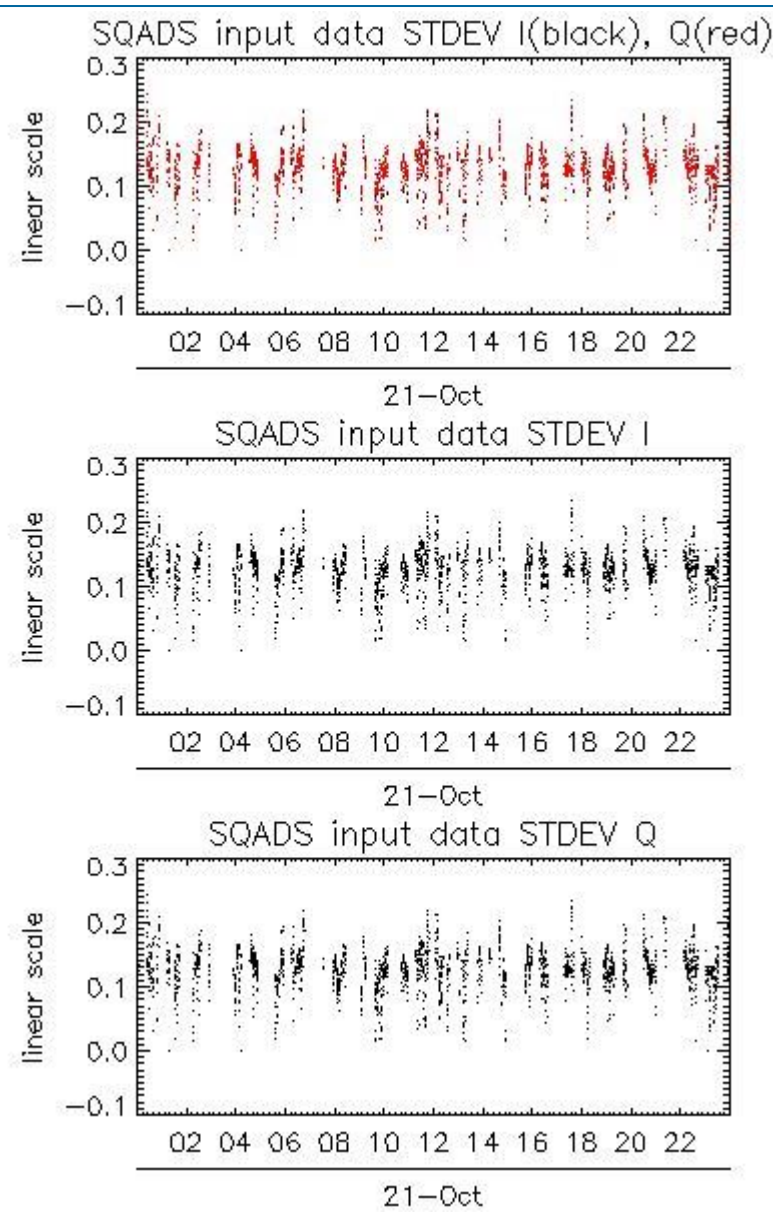 SQADS input data STDEV I(black), Q(red)
0.3
0.2
0.1
0.0
−0.1
linear scale
02 04 06 08 10 12 14 16 18 20 22
21−Oct
SQADS input data STDEV I
0.3
0.2
0.1
0.0
−0.1
linear scale
02 04 06 08 10 12 14 16 18 20 22
21−Oct
SQADS input data STDEV Q
0.3
0.2
0.1
0.0
−0.1
linear scale
02 04 06 08 10 12 14 16 18 20 22
21−Oct